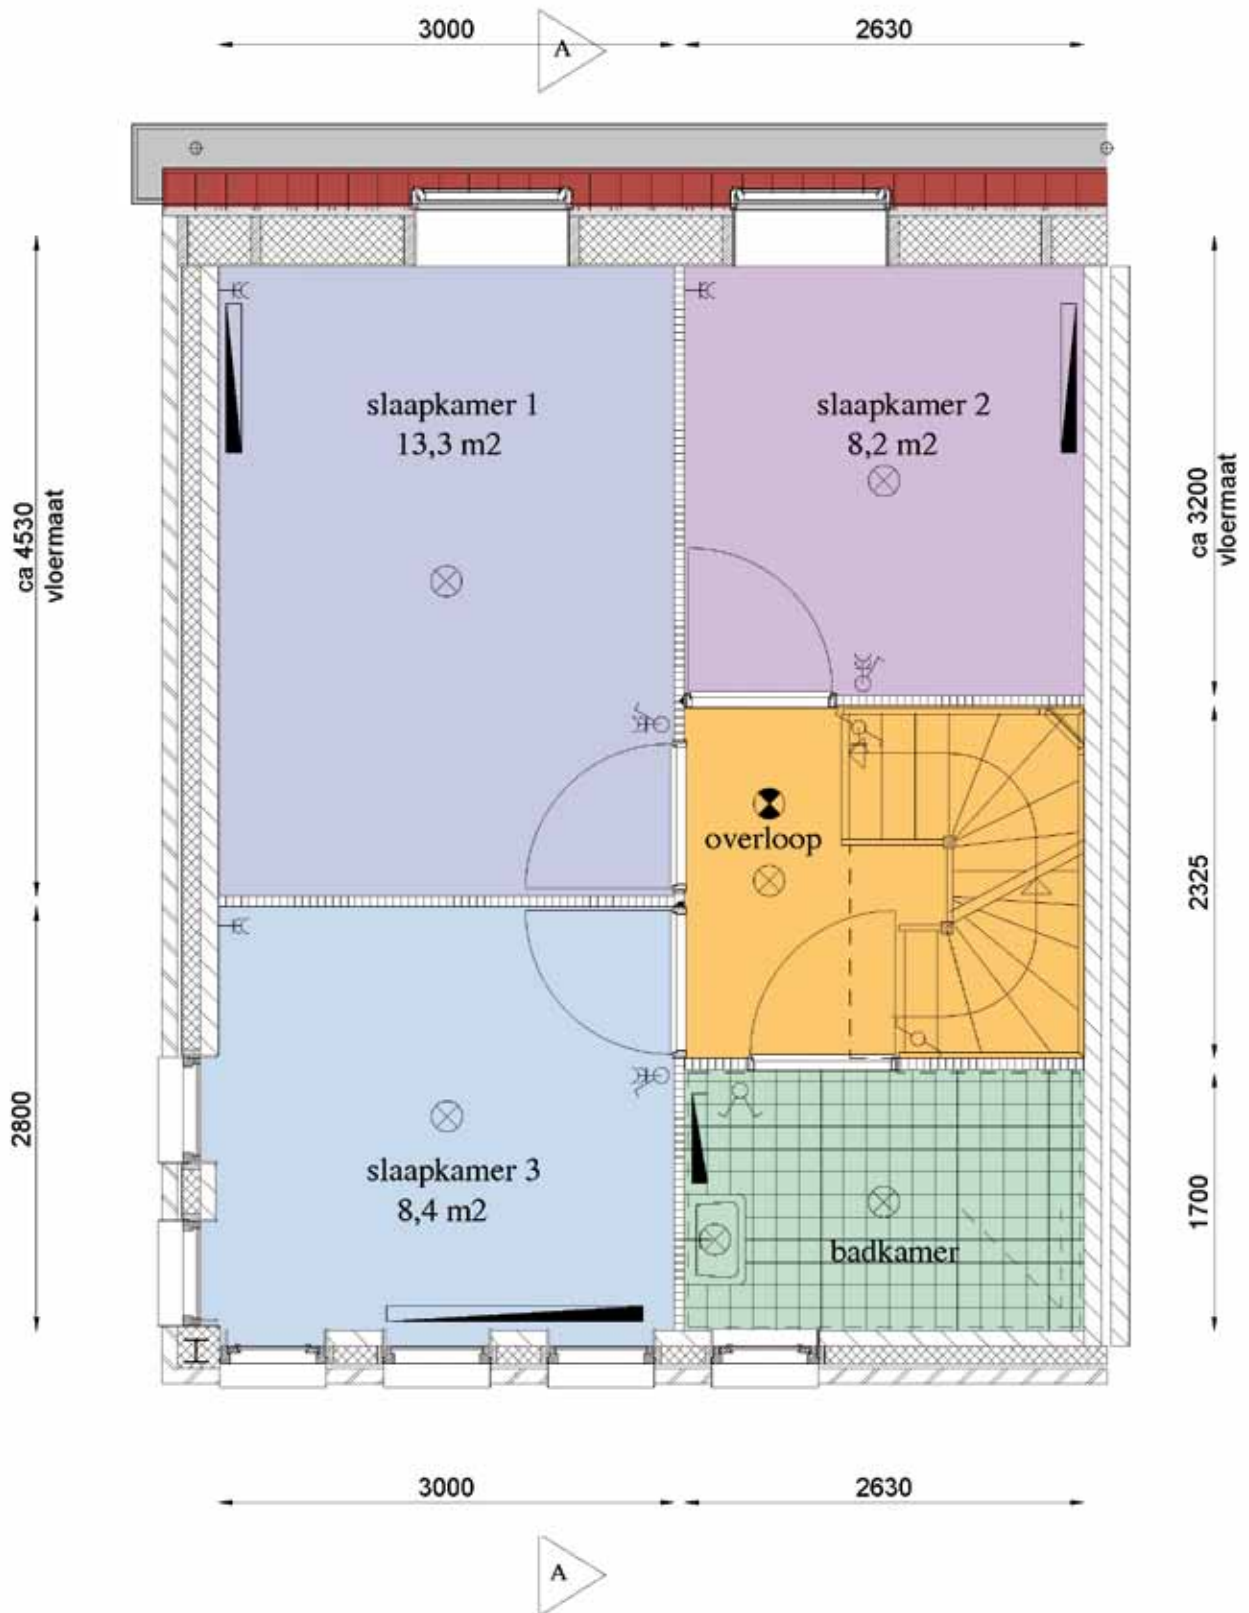 3000
2630
A
slaapkamer 1
13,3 m2
slaapkamer 2
8,2 m2
ca 4530
vloermaat
ca 3200
vloermaat
overloop
2325
2800
slaapkamer 3
8,4 m2
badkamer
1700
3000
2630
A